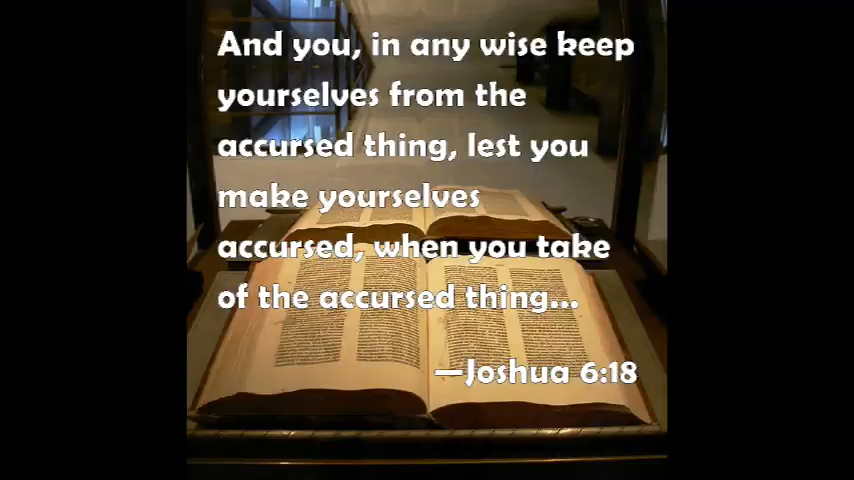 And you, in any wise keep
yourselves from the
accursed thing, lest you
make yourselves
accursed, when you take
of the accursed thing...
—Joshua 6:18